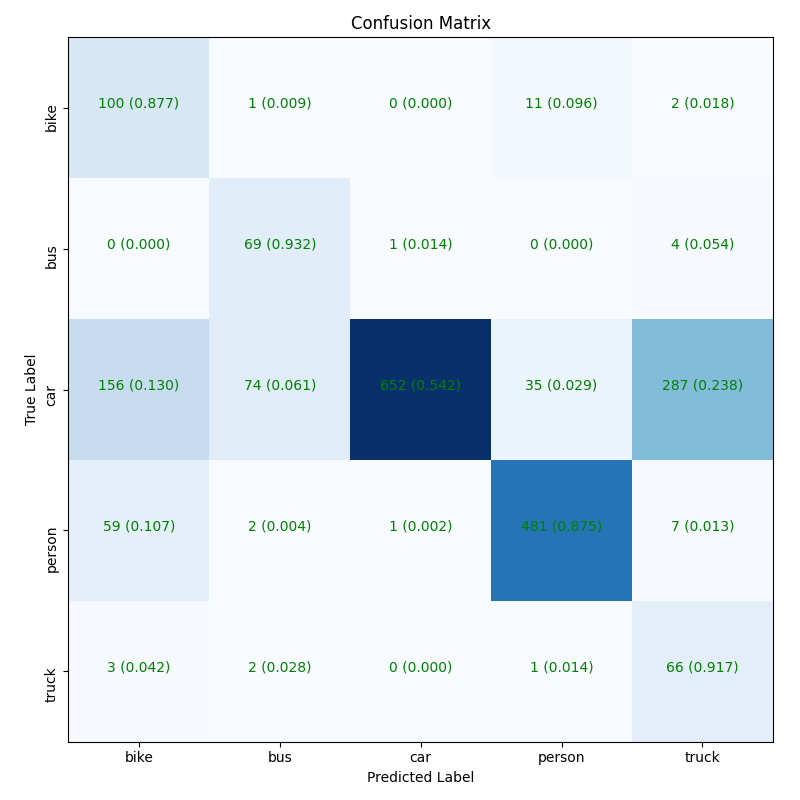 Confusion Matrix
bike
100 (0.877)
1 (0.009)
0 (0.000)
11 (0.096)
2 (0.018)
bus
0 (0.000)
69 (0.932)
1 (0.014)
0 (0.000)
4 (0.054)
True Label
car
156 (0.130)
74 (0.061)
652 (0.542)
35 (0.029)
287 (0.238)
person
59 (0.107)
2 (0.004)
1 (0.002)
481 (0.875)
7 (0.013)
truck
3 (0.042)
2 (0.028)
0 (0.000)
1 (0.014)
66 (0.917)
bike
bus
car
person
truck
Predicted Label